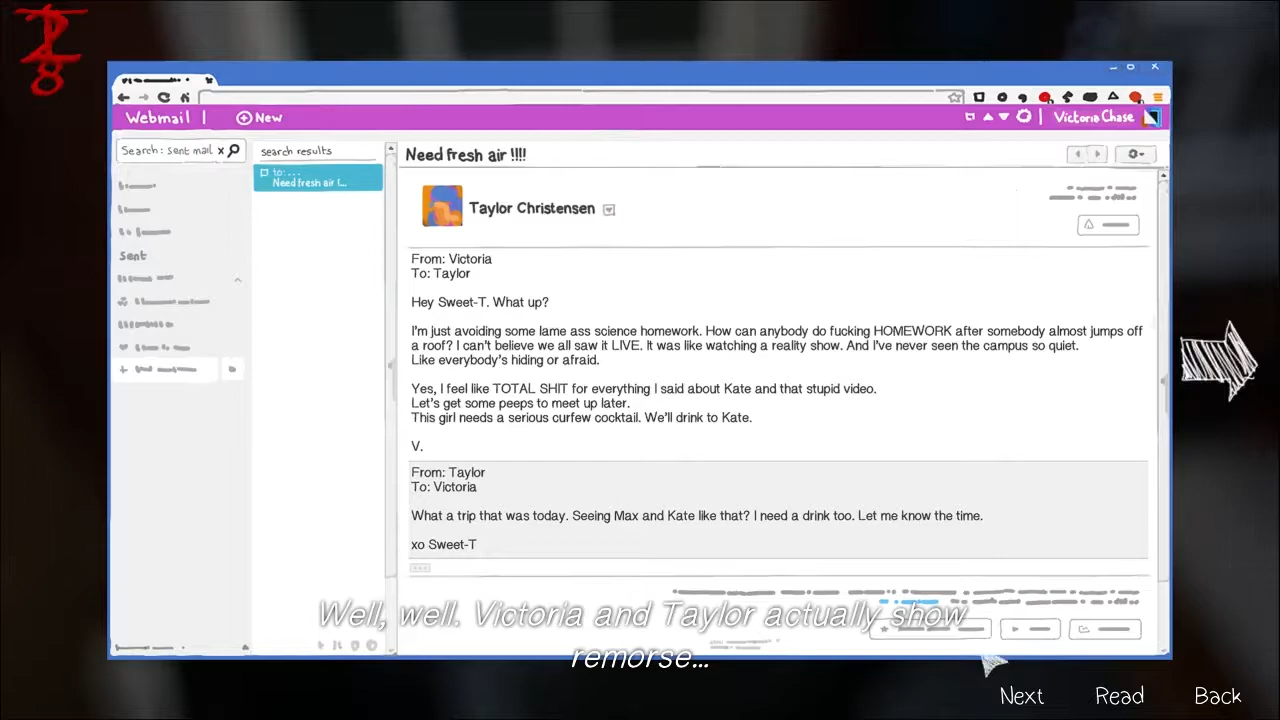 Webmail |
New
Victoria Chase
Search: sent mail x
search results
Need fresh air !!!!
to: ...
Need fresh air !...
Taylor Christensen
Sent
From: Victoria
To: Taylor
Hey Sweet-T. What up?
I'm just avoiding some lame ass science homework. How can anybody do fucking HOMEWORK after somebody almost jumps off
a roof? I can't believe we all saw it LIVE. It was like watching a reality show. And I've never seen the campus so quiet.
Like everybody's hiding or afraid.
Yes, I feel like TOTAL SHIT for everything I said about Kate and that stupid video.
Let's get some peeps to meet up later.
This girl needs a serious curfew cocktail. We'll drink to Kate.
V.
From: Taylor
To: Victoria
What a trip that was today. Seeing Max and Kate like that? I need a drink too. Let me know the time.
xo Sweet-T
Well, well. Victoria and Taylor actually show
remorse...
Next
Read
Back